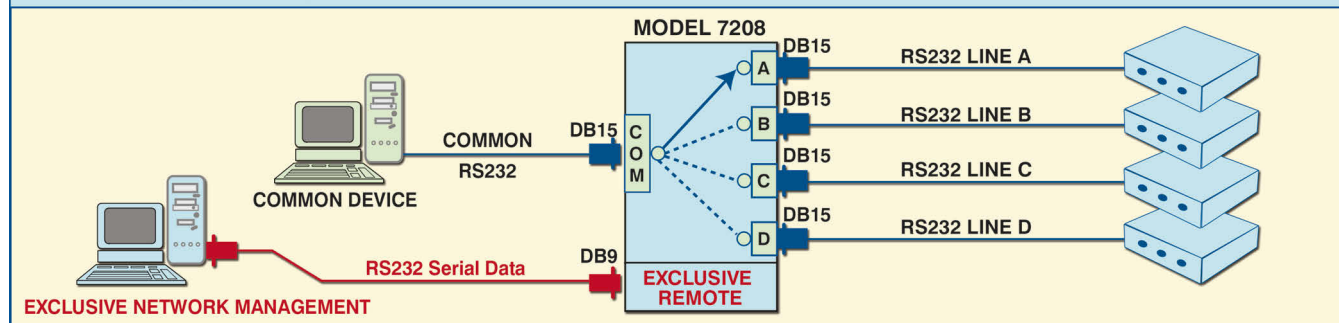 MODEL 7208
DB15
RS232 LINE A
A
DB15
RS232 LINE B
B
COMMON
RS232
DB15
COM
DB15
RS232 LINE C
C
COMMON DEVICE
DB15
RS232 LINE D
D
RS232 Serial Data
DB9
EXCLUSIVE
REMOTE
EXCLUSIVE NETWORK MANAGEMENT